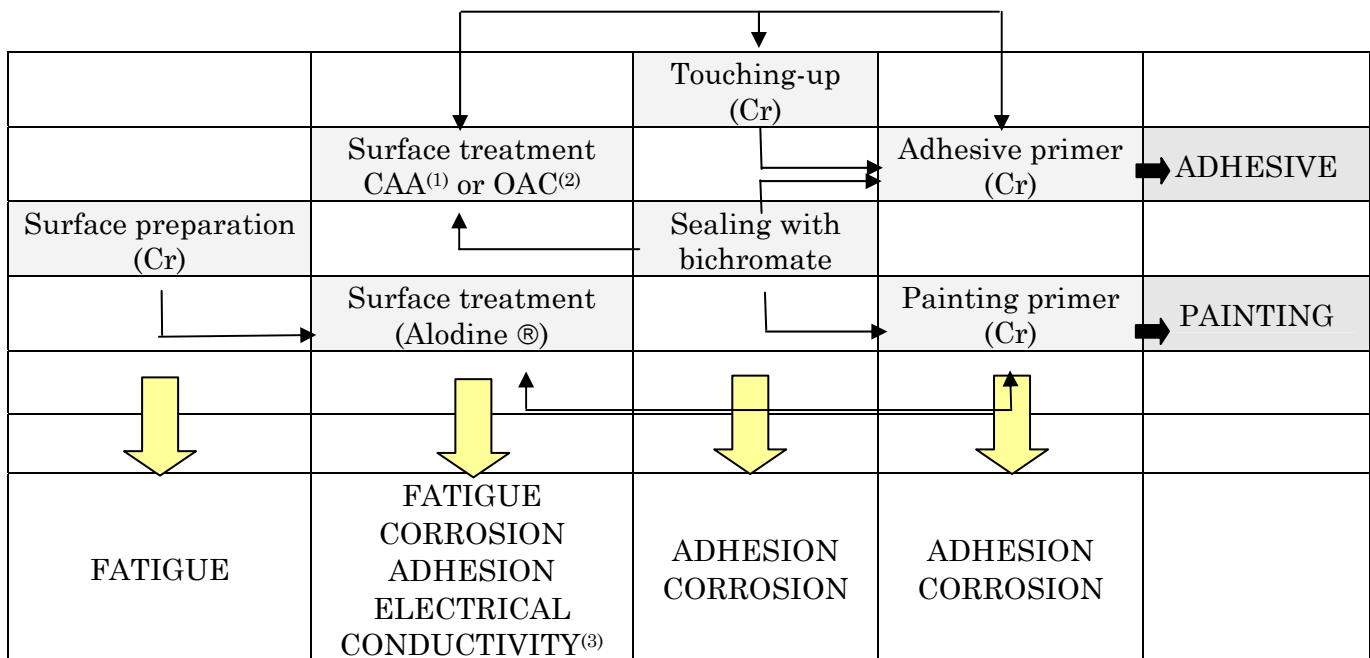 Touching-up
(Cr)
Surface treatment
CAA⁽¹⁾ or OAC⁽²⁾
Adhesive primer
(Cr)
ADHESIVE
Surface preparation
(Cr)
Sealing with
bichromate
Surface treatment
(Alodine ®)
Painting primer
(Cr)
PAINTING
FATIGUE
FATIGUE
CORROSION
ADHESION
ELECTRICAL
CONDUCTIVITY⁽³⁾
ADHESION
CORROSION
ADHESION
CORROSION